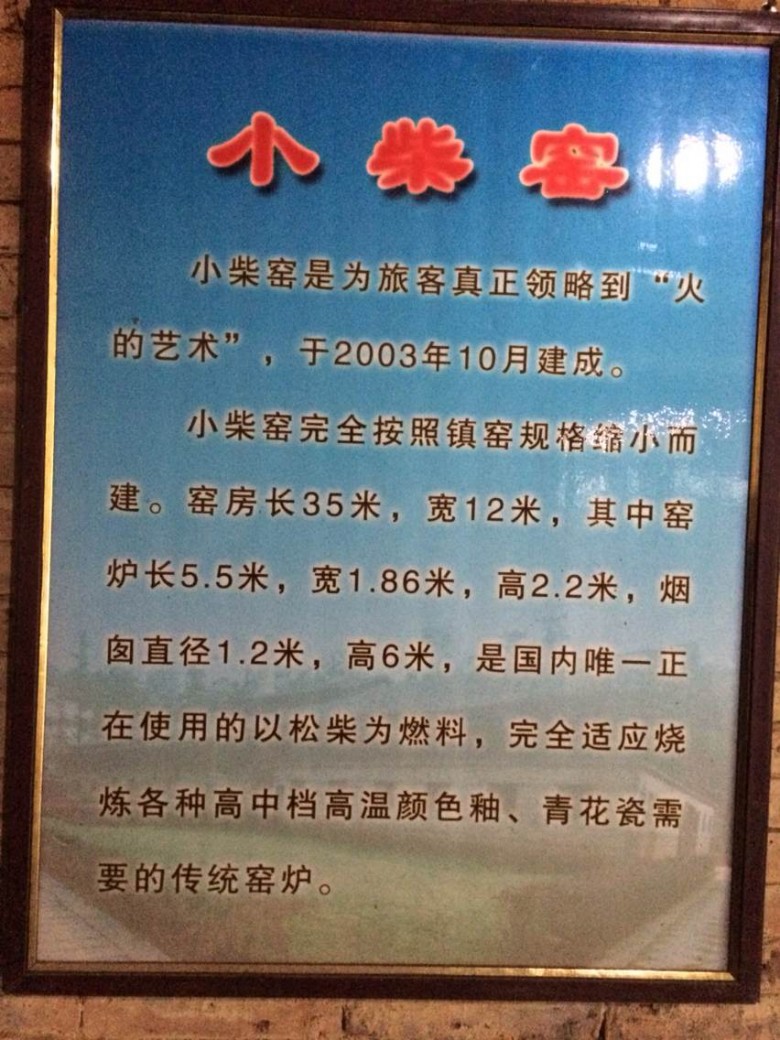 小柴窑
小柴窑是为旅客真正领略到“火
的艺术”，于2003年10月建成。
小柴窑完全按照镇窑规格缩小而
建。窑房长35米，宽12米，其中窑
炉长5.5米，宽1.86米，高2.2米，烟
囱直径1.2米，高6米，是国内唯一正
在使用的以松柴为燃料，完全适应烧
炼各种高中档高温颜色釉、青花瓷需
要的传统窑炉。